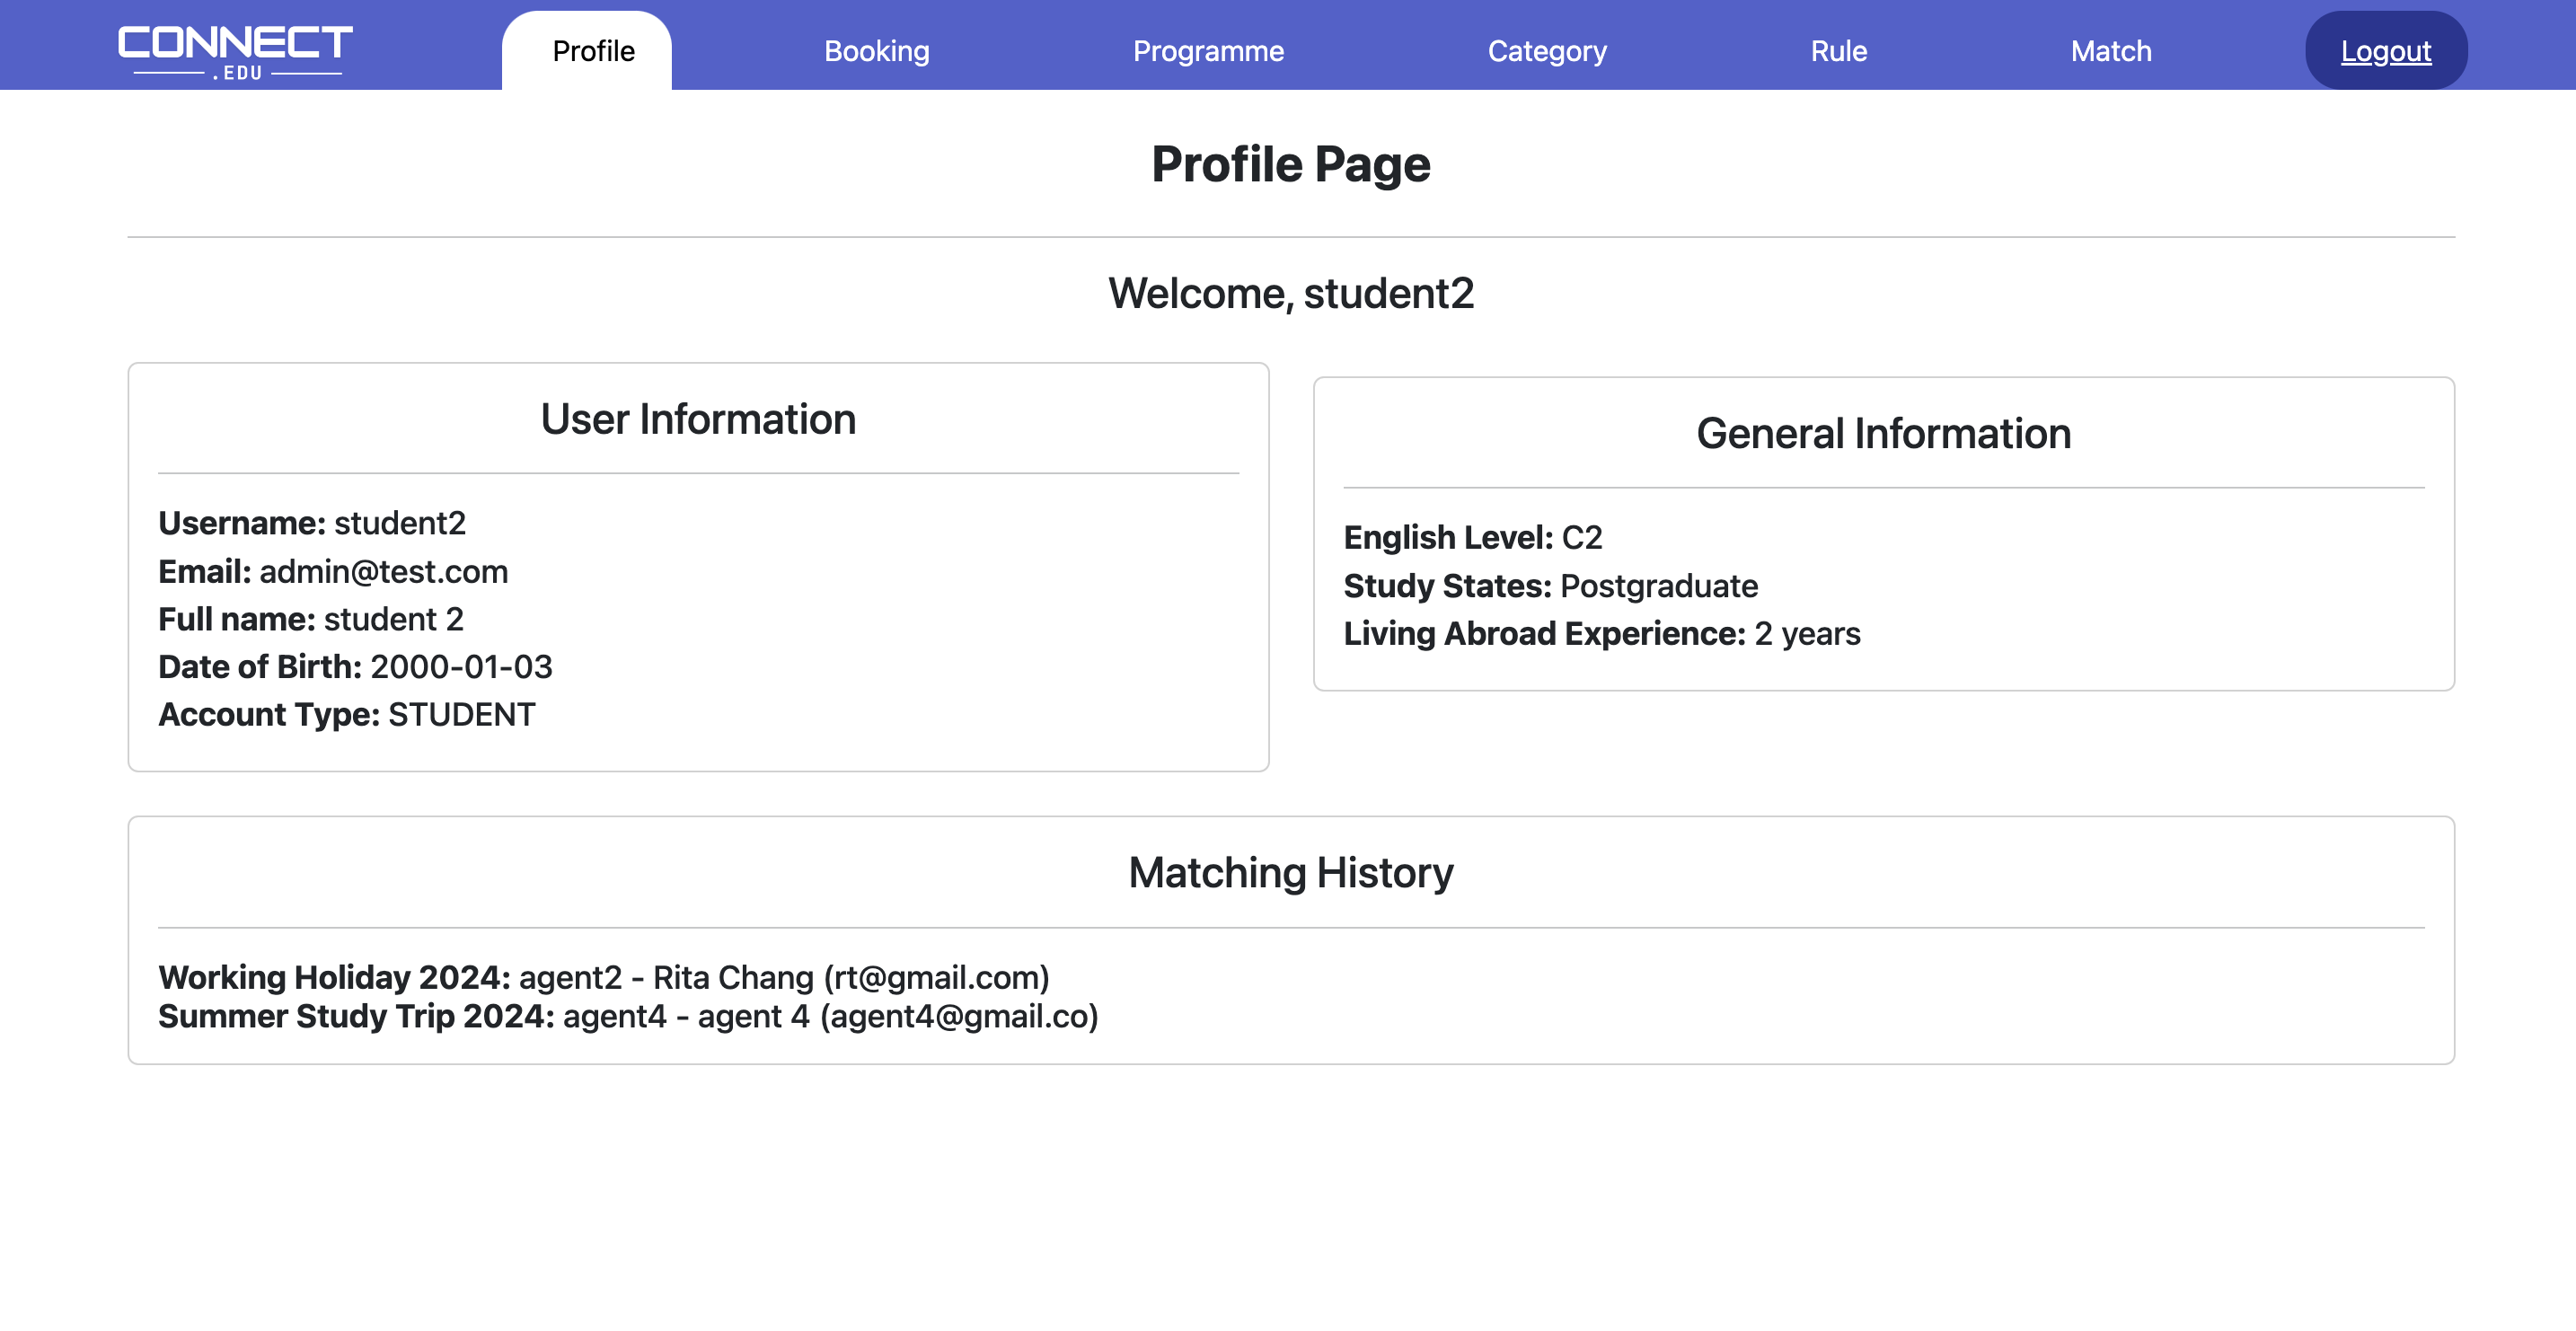 CONNECT
.EDU
Profile
Booking
Programme
Category
Rule
Match
Logout
Profile Page
Welcome, student2
User Information
Username: student2
Email: admin@test.com
Full name: student 2
Date of Birth: 2000-01-03
Account Type: STUDENT
General Information
English Level: C2
Study States: Postgraduate
Living Abroad Experience: 2 years
Matching History
Working Holiday 2024: agent2 - Rita Chang (rt@gmail.com)
Summer Study Trip 2024: agent4 - agent 4 (agent4@gmail.co)